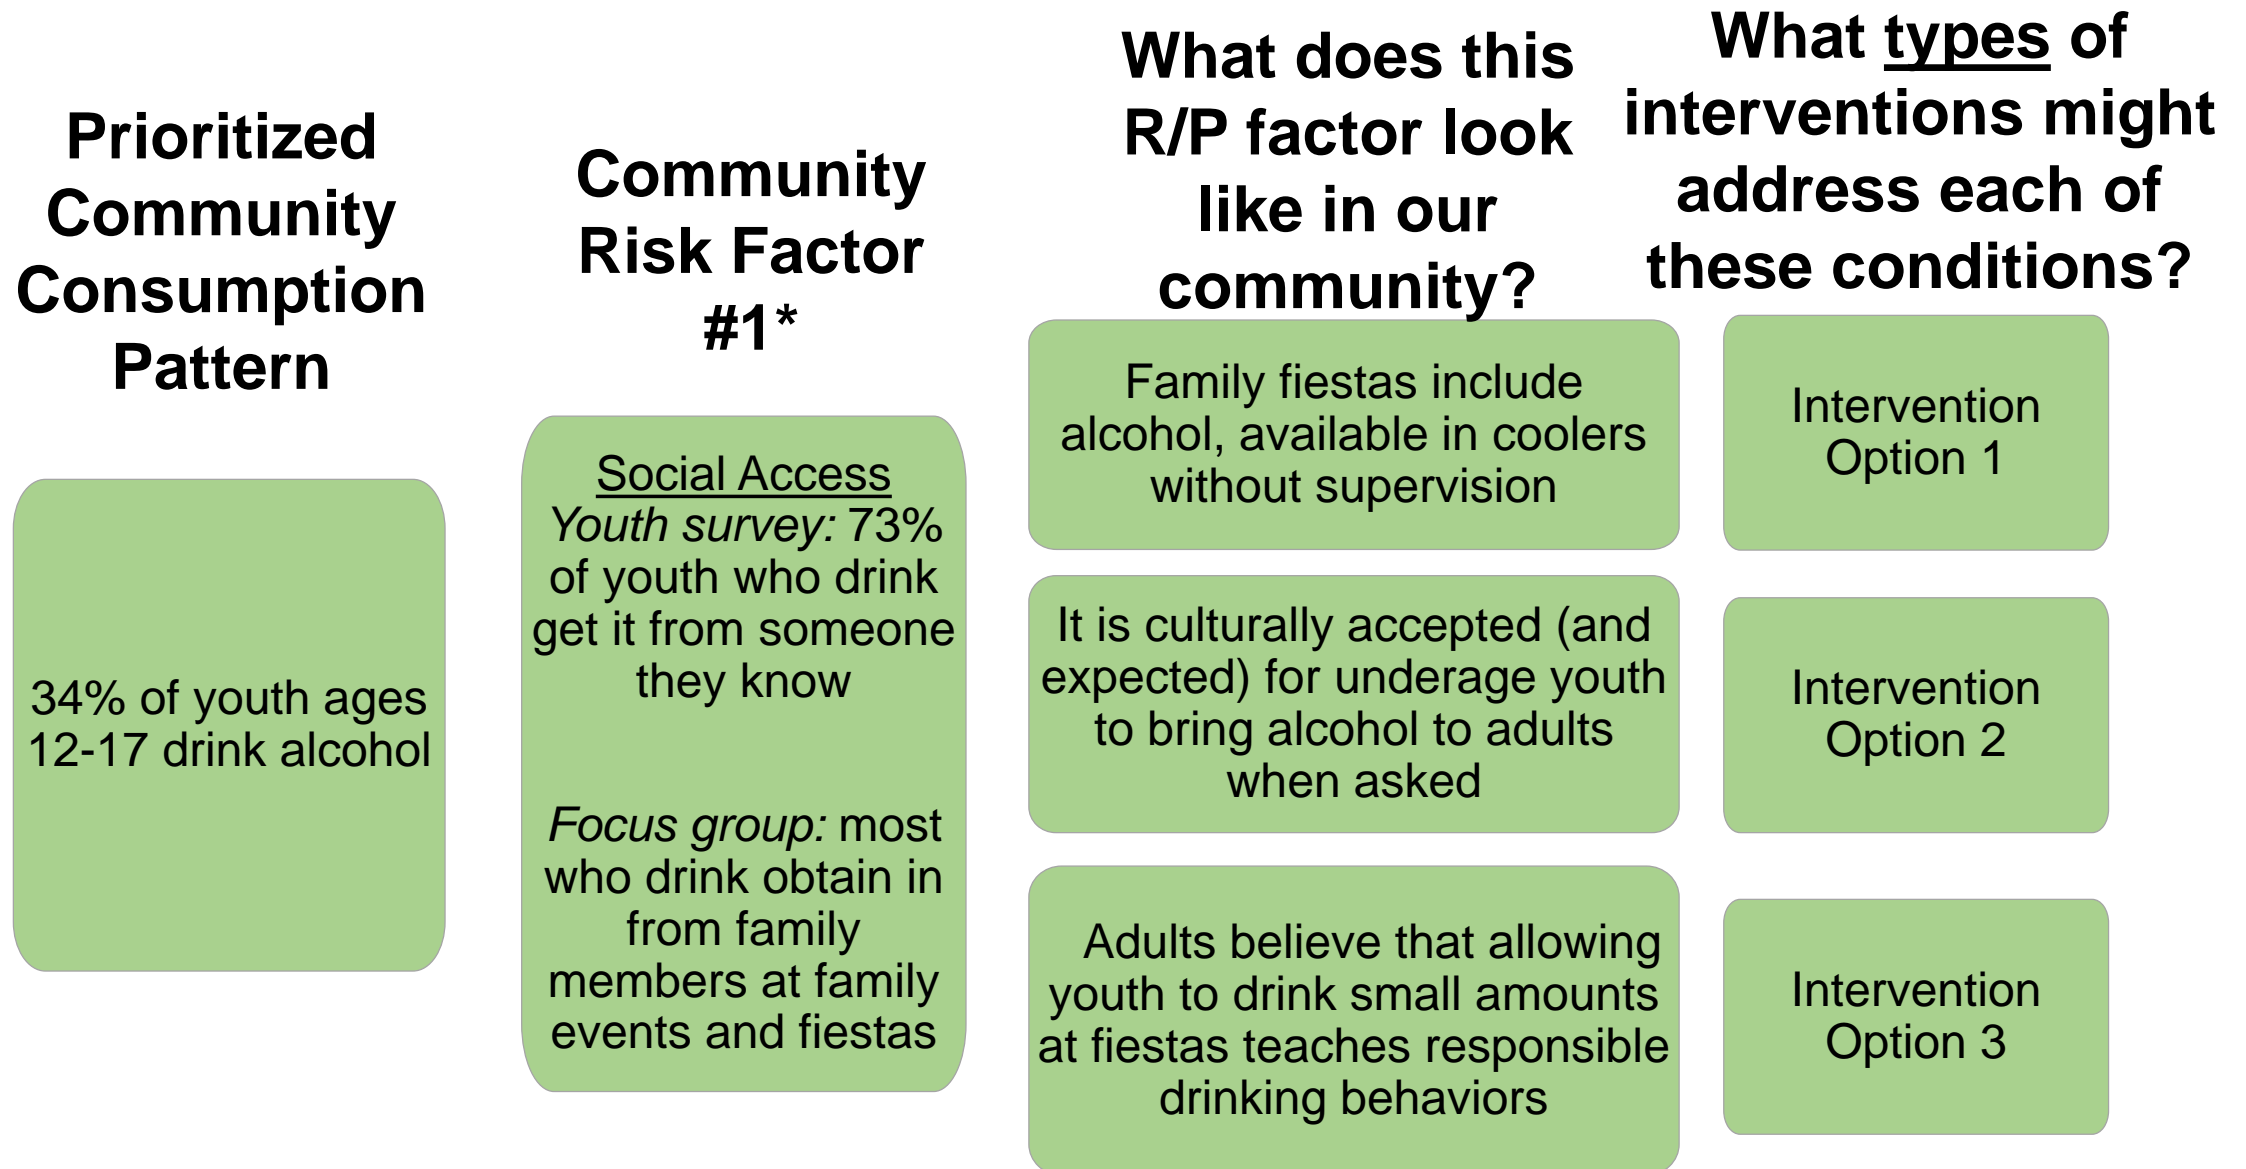 Prioritized
Community
Consumption
Pattern
34% of youth ages
12-17 drink alcohol
Community
Risk Factor
#1*
Social Access
Youth survey: 73%
of youth who drink
get it from someone
they know
Focus group: most
who drink obtain in
from family
members at family
events and fiestas
What does this
R/P factor look
like in our
community?
Family fiestas include
alcohol, available in coolers
without supervision
It is culturally accepted (and
expected) for underage youth
to bring alcohol to adults
when asked
Adults believe that allowing
youth to drink small amounts
at fiestas teaches responsible
drinking behaviors
What types of
interventions might
address each of
these conditions?
Intervention
Option 1
Intervention
Option 2
Intervention
Option 3